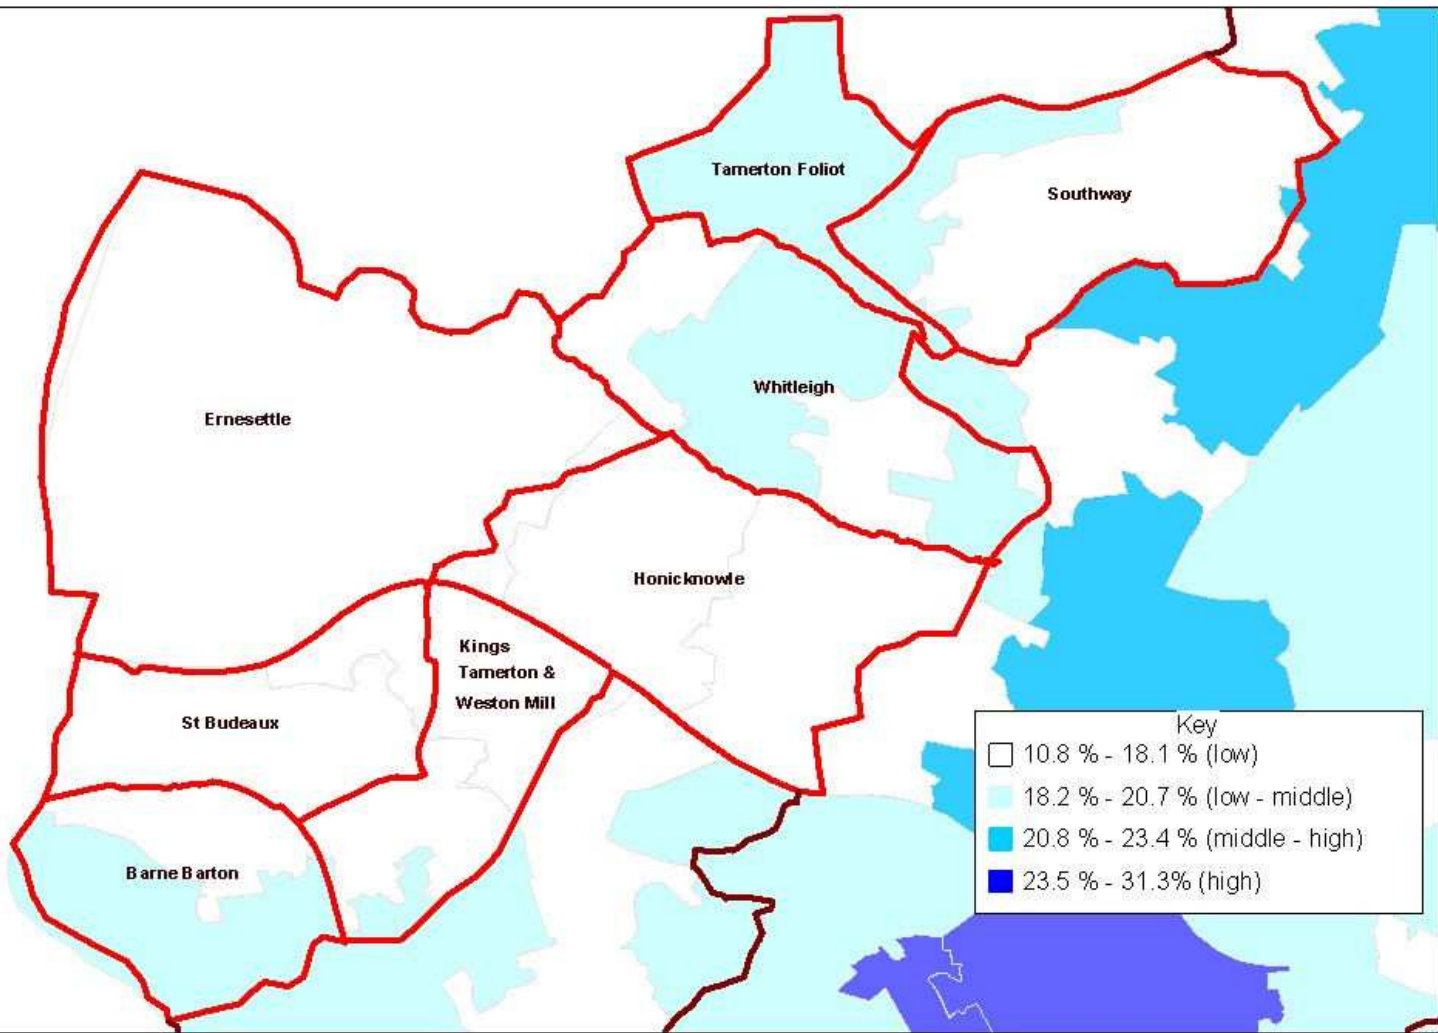 Tamerton Foliot
Southway
Whitleigh
Ernesettle
Honicknowle
Kings
Tamerton &
Weston Mill
St Budeaux
Barne Barton
Key
10.8 % - 18.1 % (low)
18.2 % - 20.7 % (low - middle)
20.8 % - 23.4 % (middle - high)
23.5 % - 31.3% (high)